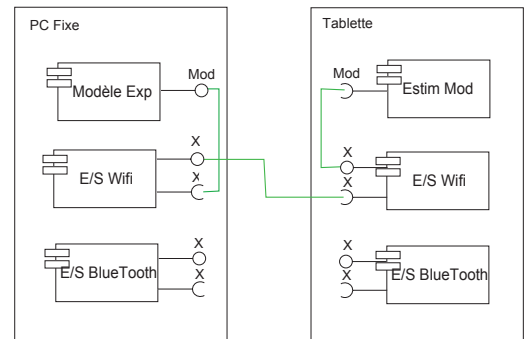 PC Fixe
Modèle Exp
Mod
E/S Wifi
X
X
E/S BlueTooth
X
X
Tablette
Mod
Estim Mod
X
X
E/S Wifi
X
X
E/S BlueTooth